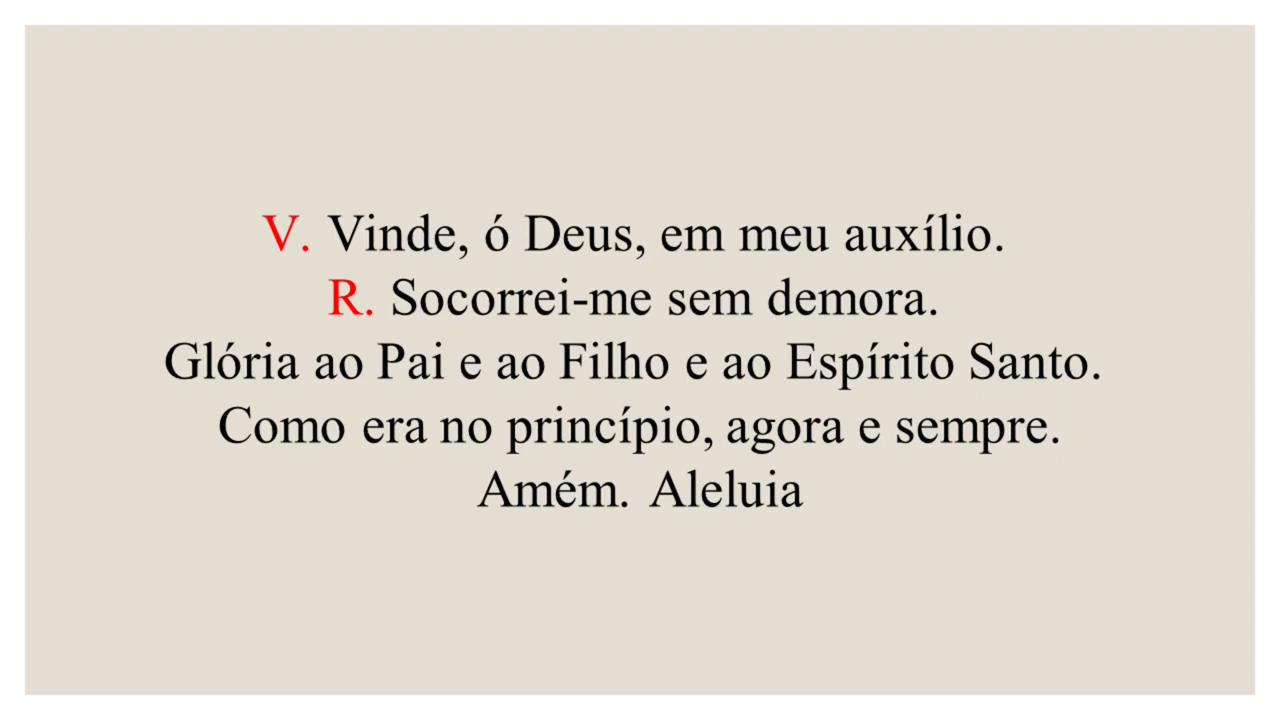 V. Vinde, ó Deus, em meu auxílio.
R. Socorrei-me sem demora.
Glória ao Pai e ao Filho e ao Espírito Santo.
Como era no princípio, agora e sempre.
Amém. Aleluia